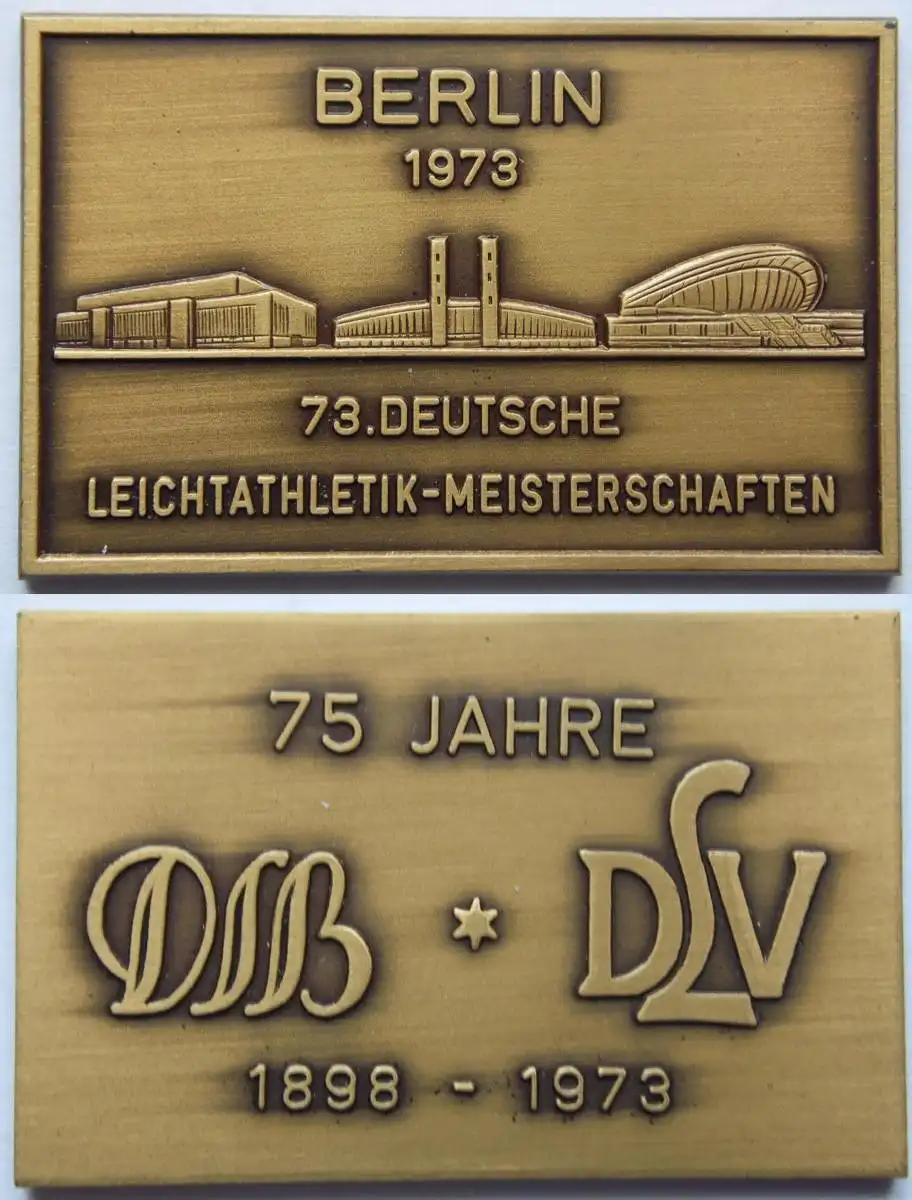 BERLIN
1973
73.DEUTSCHE
LEICHTATHLETIK-MEISTERSCHAFTEN
75 JAHRE
DSB * DLV
1898 - 1973